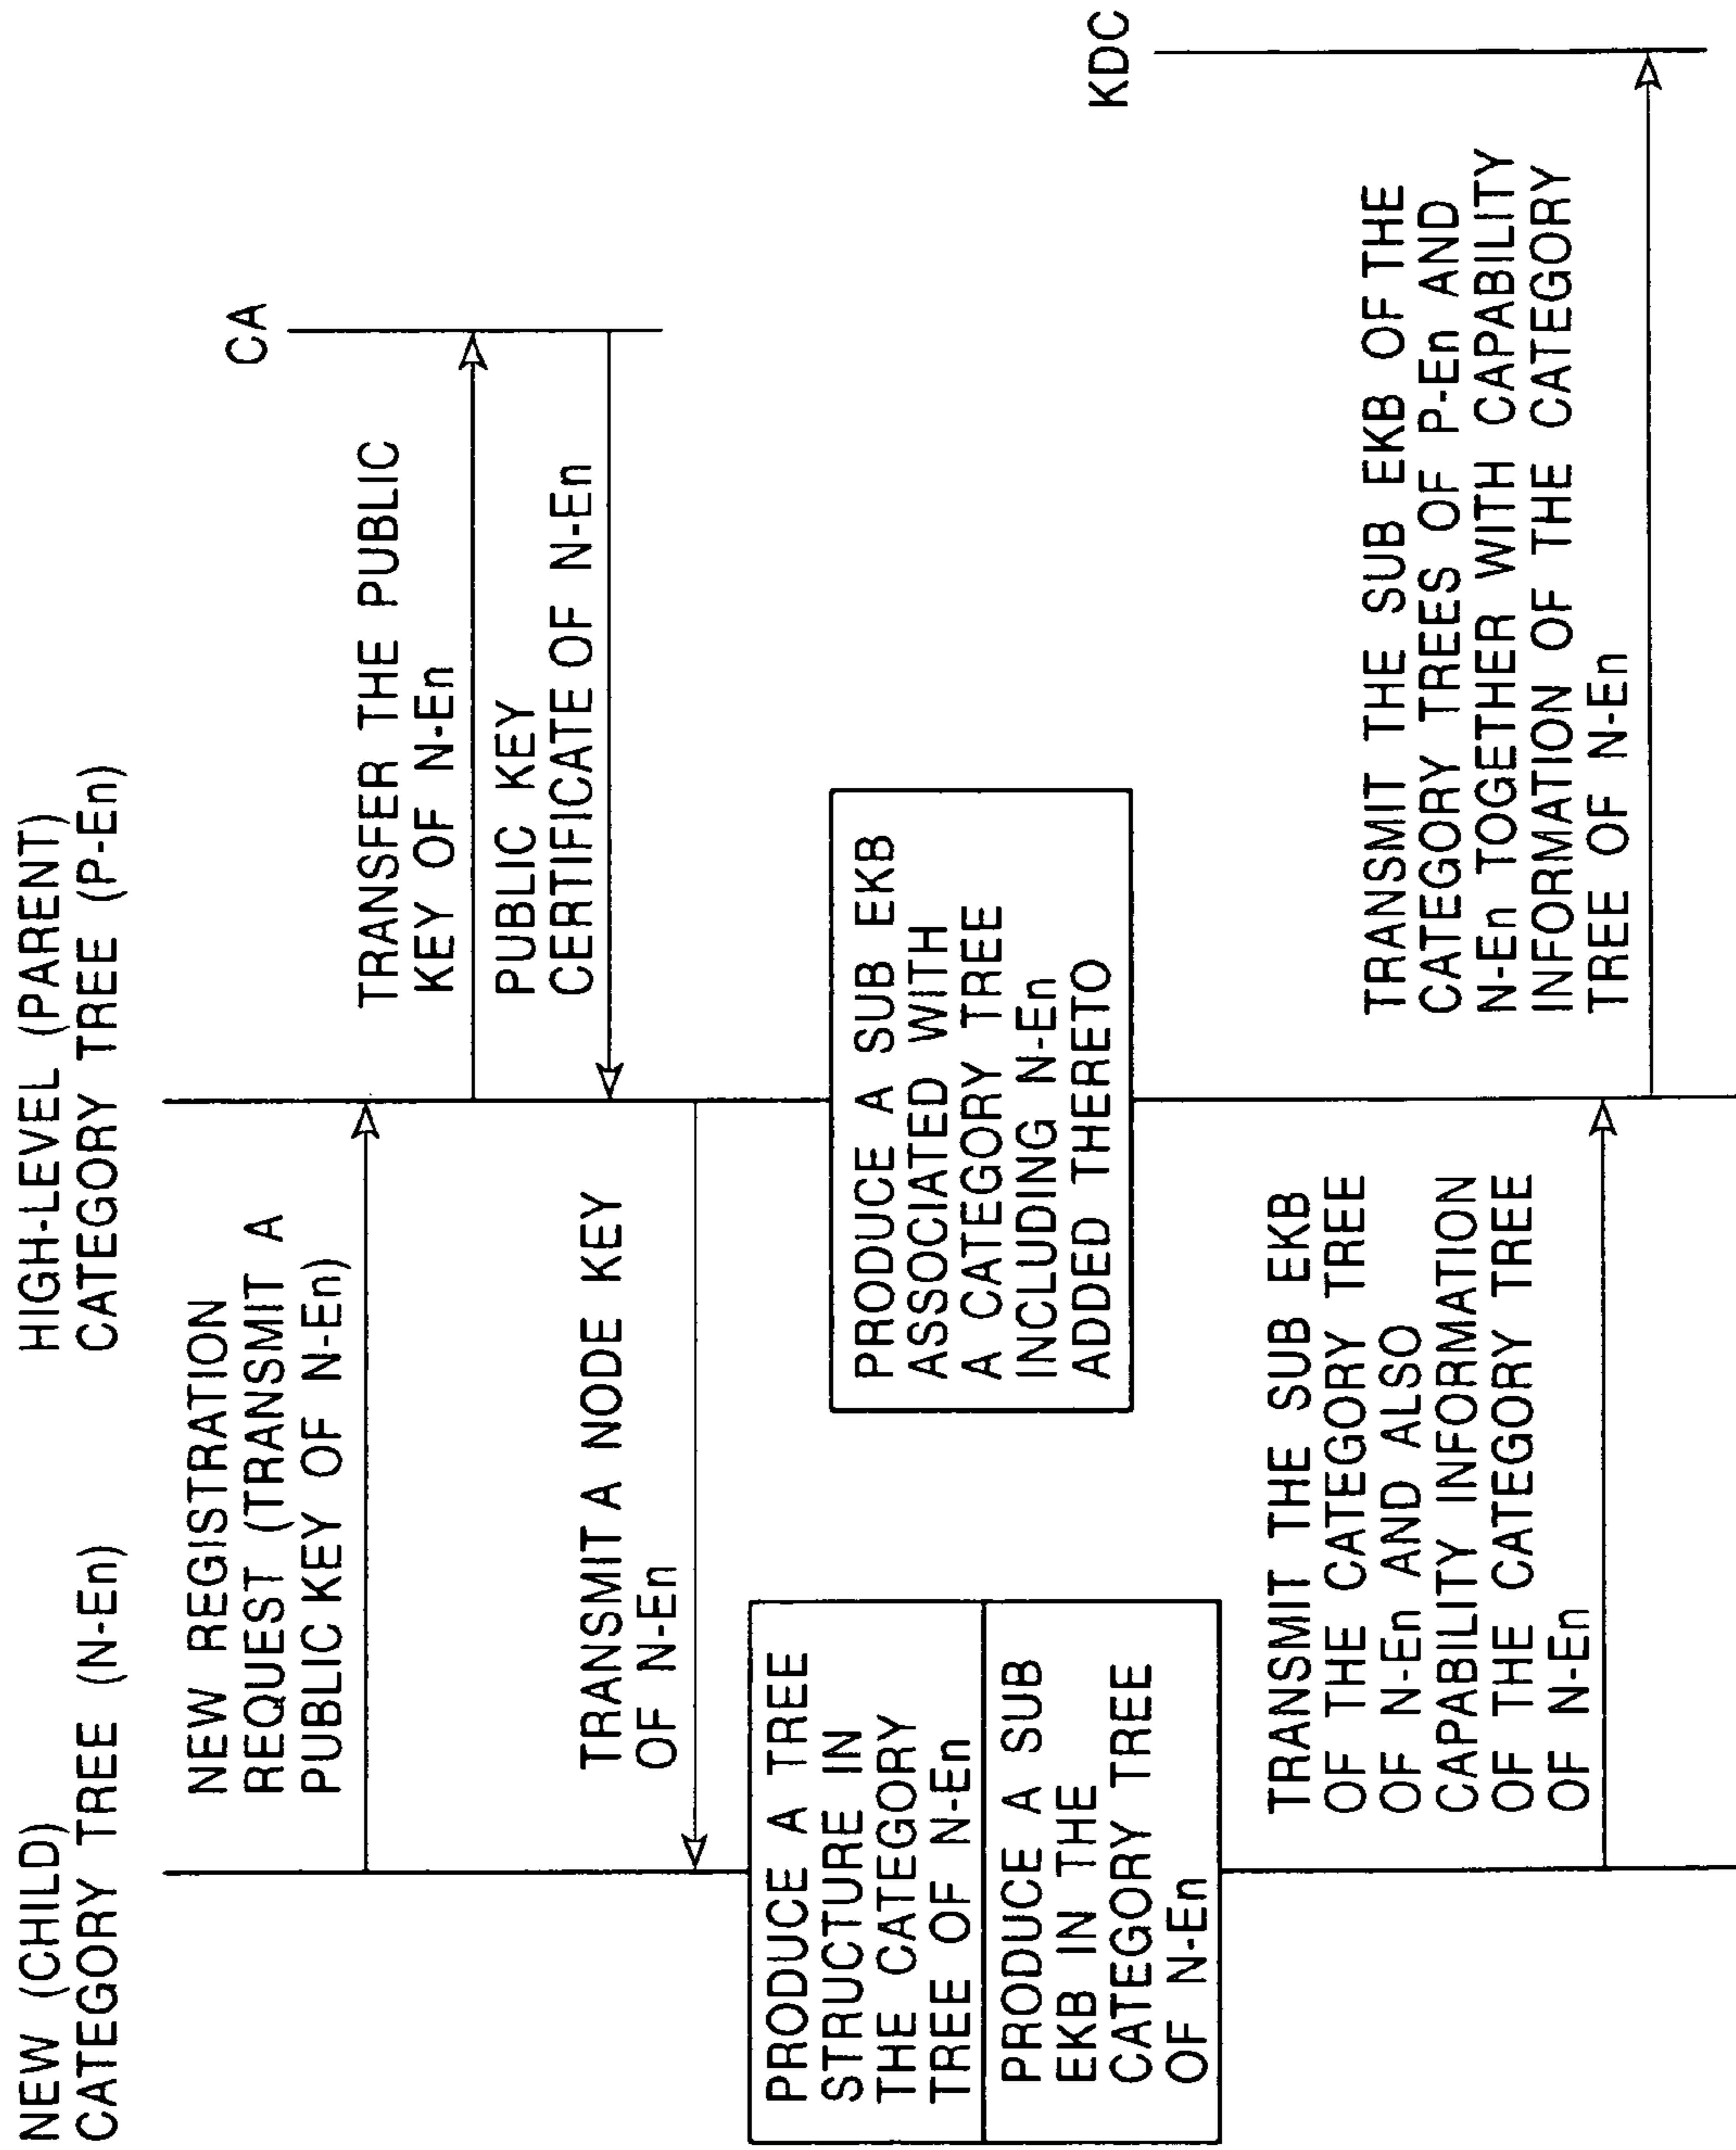 NEW (CHILD)
CATEGORY TREE (N-En)
HIGH-LEVEL (PARENT)
CATEGORY TREE (P-En)
NEW REGISTRATION
REQUEST (TRANSMIT A
PUBLIC KEY OF N-En)
CA
TRANSFER THE PUBLIC
KEY OF N-En
PUBLIC KEY
CERTIFICATE OF N-En
TRANSMIT A NODE KEY
OF N-En
PRODUCE A TREE
STRUCTURE IN
THE CATEGORY
TREE OF N-En
PRODUCE A SUB
EKB IN THE
CATEGORY TREE
OF N-En
PRODUCE A SUB EKB
ASSOCIATED WITH
A CATEGORY TREE
INCLUDING N-En
ADDED THERETO
KDC
TRANSMIT THE SUB EKB
OF THE CATEGORY TREE
OF N-En AND ALSO
CAPABILITY INFORMATION
OF THE CATEGORY TREE
OF N-En
TRANSMIT THE SUB EKB OF THE
CATEGORY TREES OF P-En AND
N-En TOGETHER WITH CAPABILITY
INFORMATION OF THE CATEGORY
TREE OF N-En